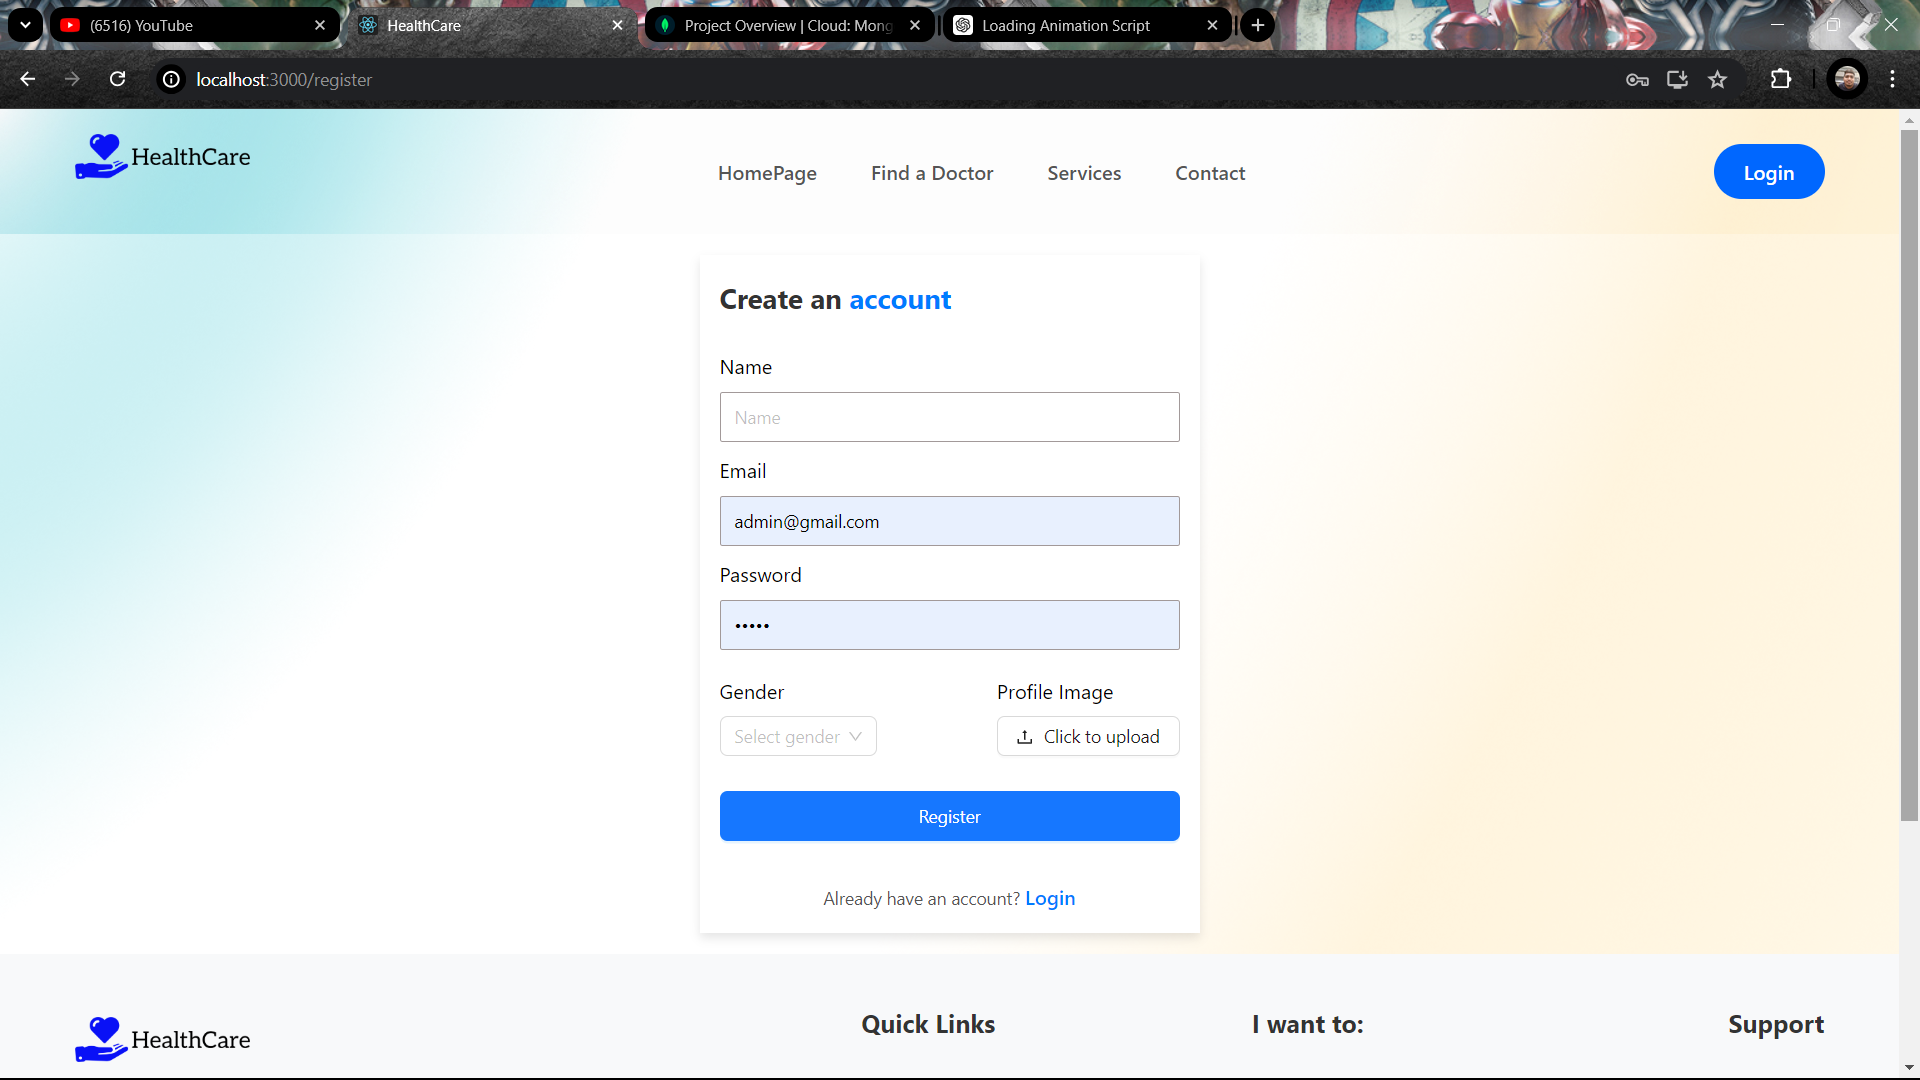 (6516) YouTube
HealthCare
Project Overview | Cloud: Mong
Loading Animation Script
localhost:3000/register
HealthCare
HomePage
Find a Doctor
Services
Contact
Login
Create an account
Name
Name
Email
admin@gmail.com
Password
•••••
Gender
Profile Image
Select gender
Click to upload
Register
Already have an account? Login
HealthCare
Quick Links
I want to:
Support